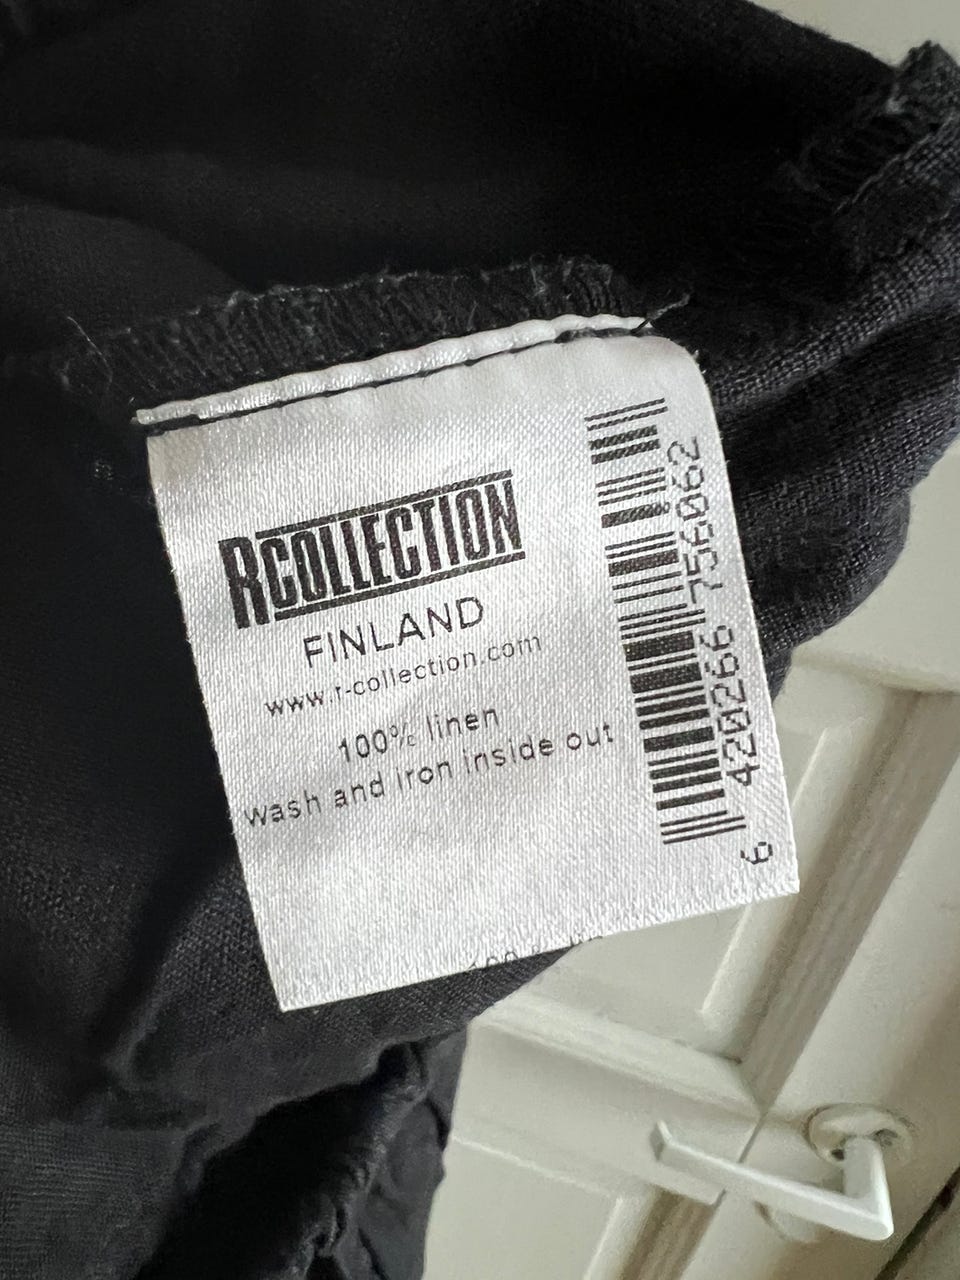 RCOLLECTION
FINLAND
www.r-collection.com
100% linen
wash and iron inside out
6 420266 756062